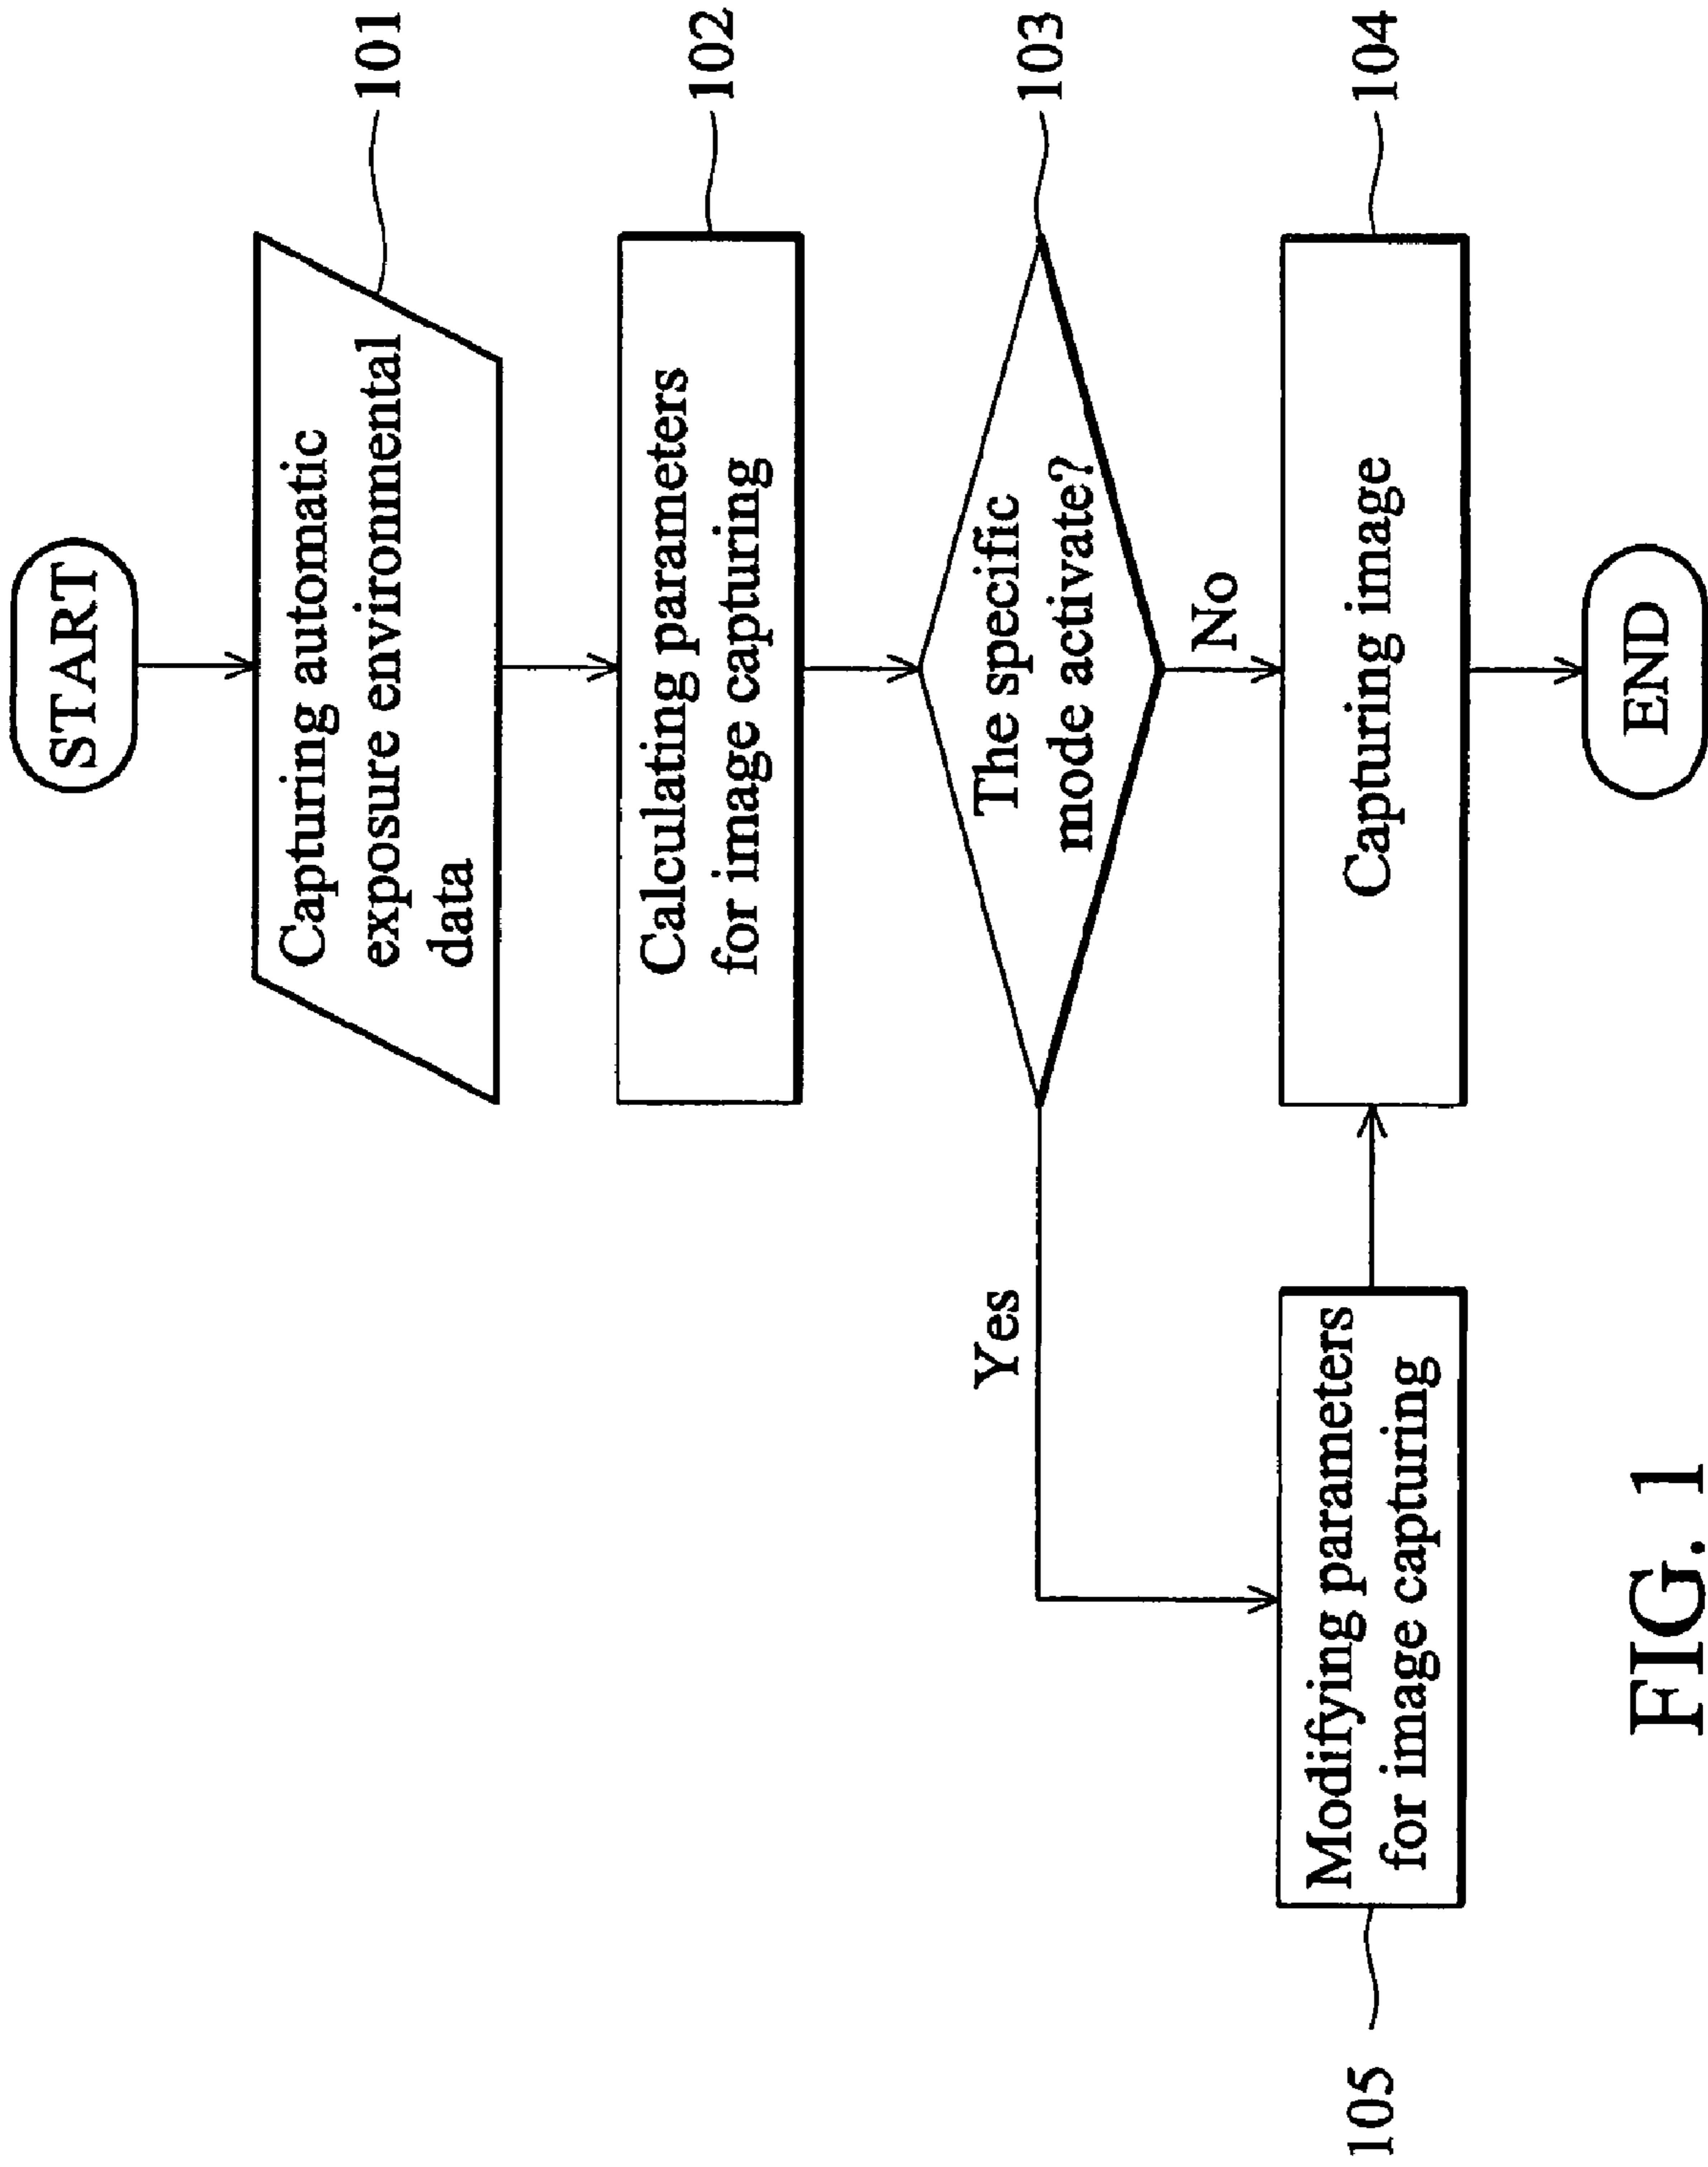 START
Capturing automatic
exposure environmental
data
101
Calculating parameters
for image capturing
102
The specific
mode activate?
103
Yes
No
Modifying parameters
for image capturing
105
Capturing image
104
END
FIG. 1